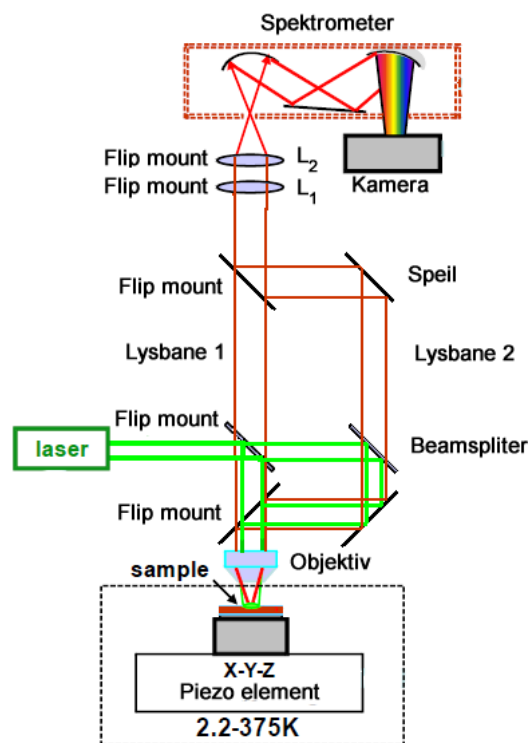 Spektrometer
Flip mount
L2
Flip mount
L1
Kamera
Flip mount
Speil
Lysbane 1
Lysbane 2
Flip mount
laser
Beamspliter
Flip mount
Objektiv
sample
X-Y-Z
Piezo element
2.2-375K